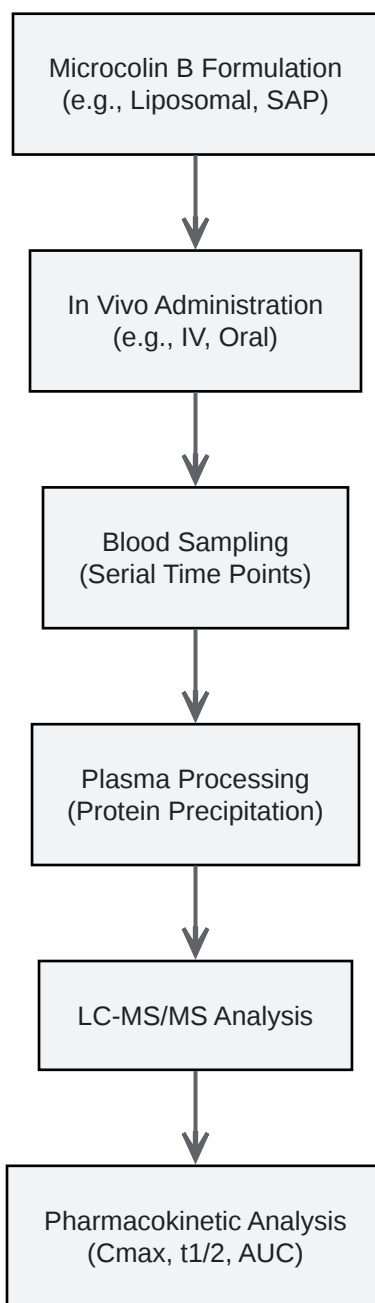 Microcolin B Formulation
(e.g., Liposomal, SAP)
In Vivo Administration
(e.g., IV, Oral)
Blood Sampling
(Serial Time Points)
Plasma Processing
(Protein Precipitation)
LC-MS/MS Analysis
Pharmacokinetic Analysis
(Cmax, t1/2, AUC)